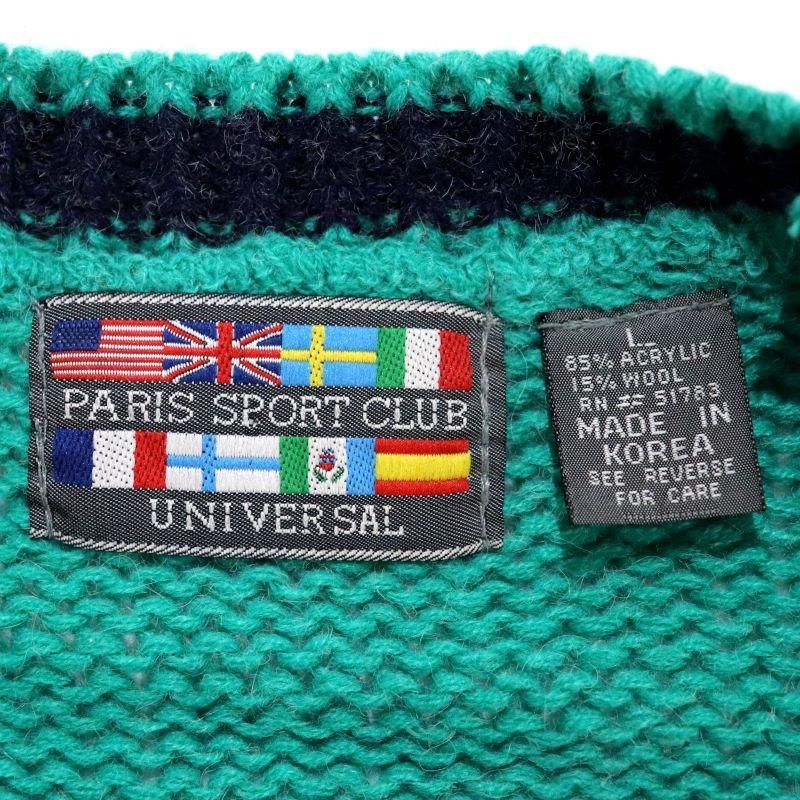 PARIS SPORT CLUB
UNIVERSAL
L
85% ACRYLIC
15% WOOL
RN # 51783
MADE IN
KOREA
SEE REVERSE
FOR CARE